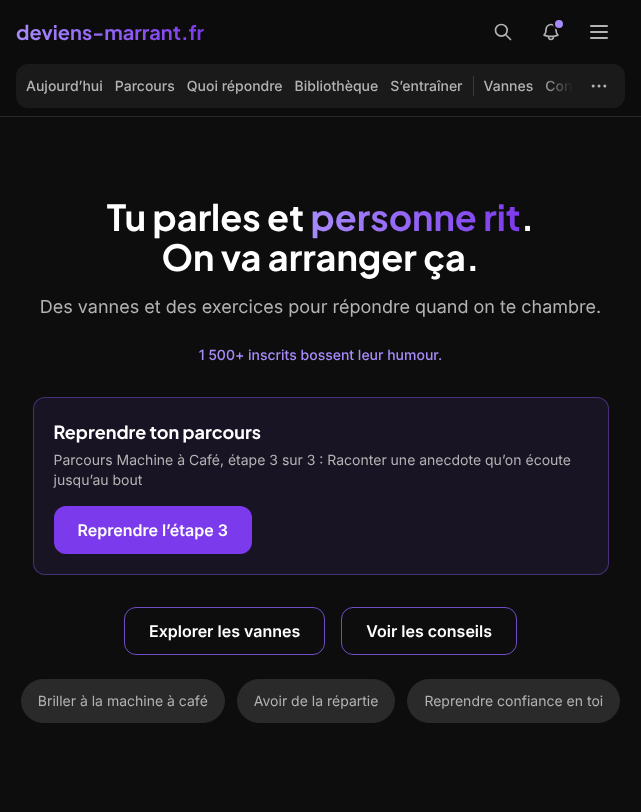 deviens-marrant.fr
Aujourd’hui Parcours Quoi répondre Bibliothèque S’entraîner Vannes Con
Tu parles et personne rit.
On va arranger ça.
Des vannes et des exercices pour répondre quand on te chambre.
1 500+ inscrits bossent leur humour.
Reprendre ton parcours
Parcours Machine à Café, étape 3 sur 3 : Raconter une anecdote qu’on écoute
jusqu’au bout
Reprendre l’étape 3
Explorer les vannes Voir les conseils
Briller à la machine à café Avoir de la répartie Reprendre confiance en toi